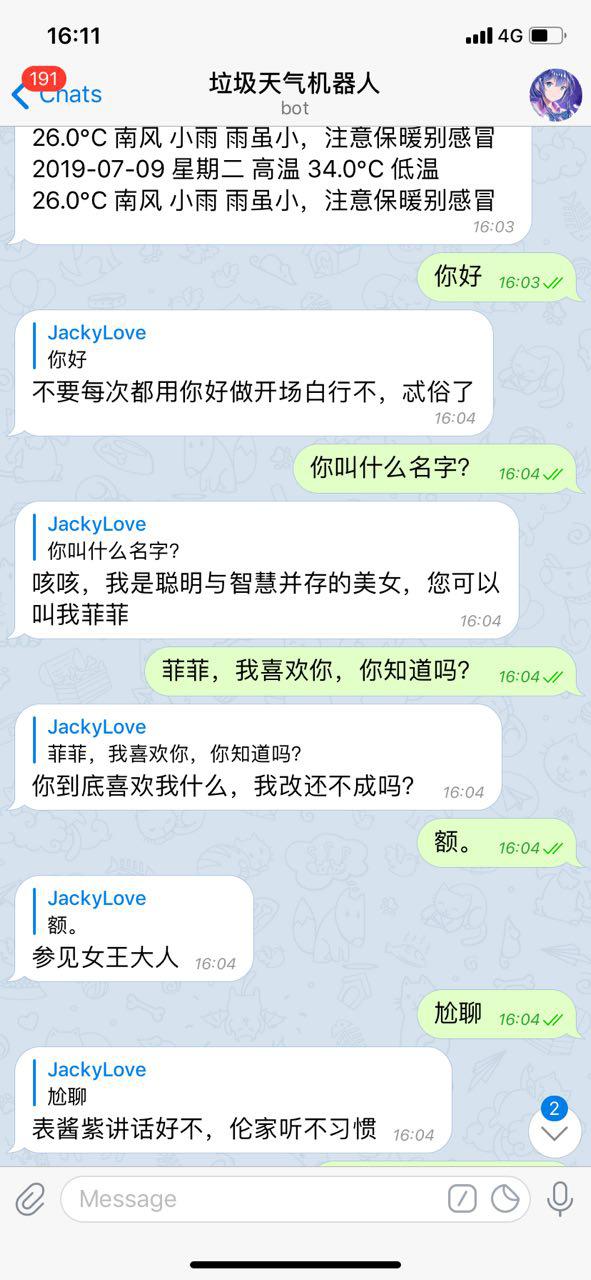 16:11
4G
191
Chats
垃圾天气机器人
bot
26.0°C 南风 小雨 雨虽小，注意保暖别感冒
2019-07-09 星期二 高温 34.0°C 低温
26.0°C 南风 小雨 雨虽小，注意保暖别感冒
16:03
你好 16:03
JackyLove
你好
不要每次都用你好做开场白行不，忒俗了
16:04
你叫什么名字？ 16:04
JackyLove
你叫什么名字？
咳咳，我是聪明与智慧并存的美女，您可以
叫我菲菲 16:04
菲菲，我喜欢你，你知道吗？ 16:04
JackyLove
菲菲，我喜欢你，你知道吗？
你到底喜欢我什么，我改还不成吗？ 16:04
额。 16:04
JackyLove
额。
参见女王大人 16:04
尬聊 16:04
JackyLove
尬聊
表酱紫讲话好不，伦家听不习惯 16:04
2
Message